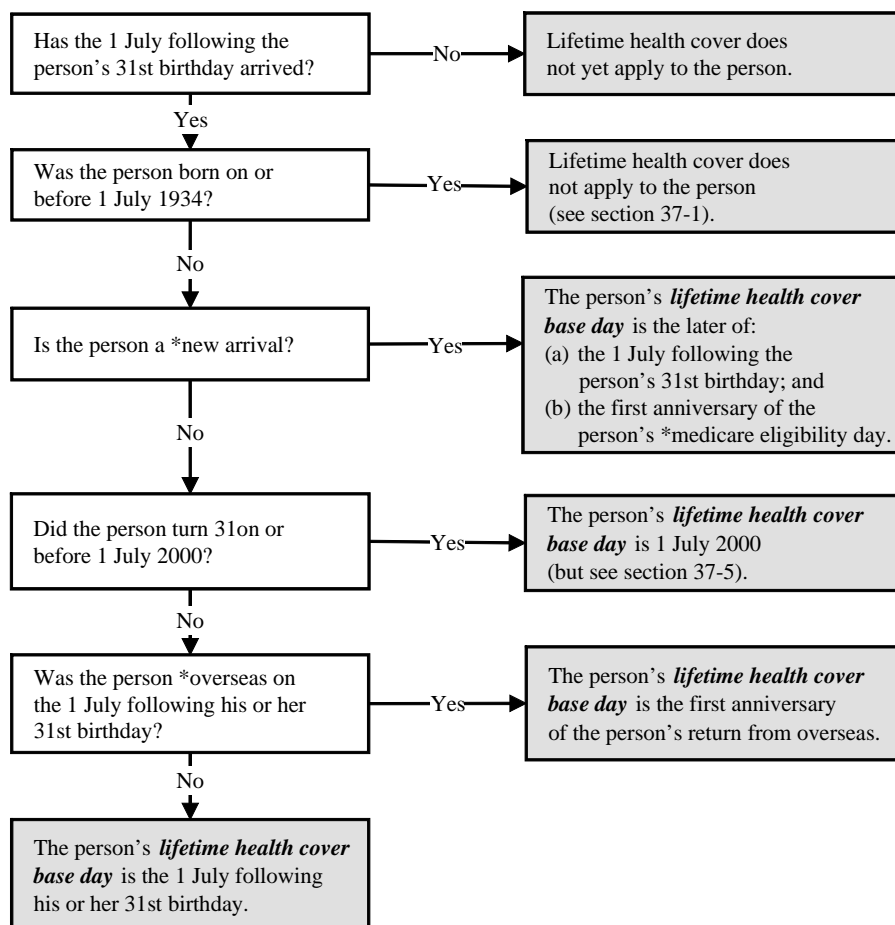 Has the 1 July following the
person's 31st birthday arrived?
No
Lifetime health cover does
not yet apply to the person.
Yes
Was the person born on or
before 1 July 1934?
Yes
Lifetime health cover does
not apply to the person
(see section 37-1).
No
Is the person a *new arrival?
Yes
The person's lifetime health cover
base day is the later of:
(a) the 1 July following the
person's 31st birthday; and
(b) the first anniversary of the
person's *medicare eligibility day.
No
Did the person turn 31on or
before 1 July 2000?
Yes
The person's lifetime health cover
base day is 1 July 2000
(but see section 37-5).
No
Was the person *overseas on
the 1 July following his or her
31st birthday?
Yes
The person's lifetime health cover
base day is the first anniversary
of the person's return from overseas.
No
The person's lifetime health cover
base day is the 1 July following
his or her 31st birthday.